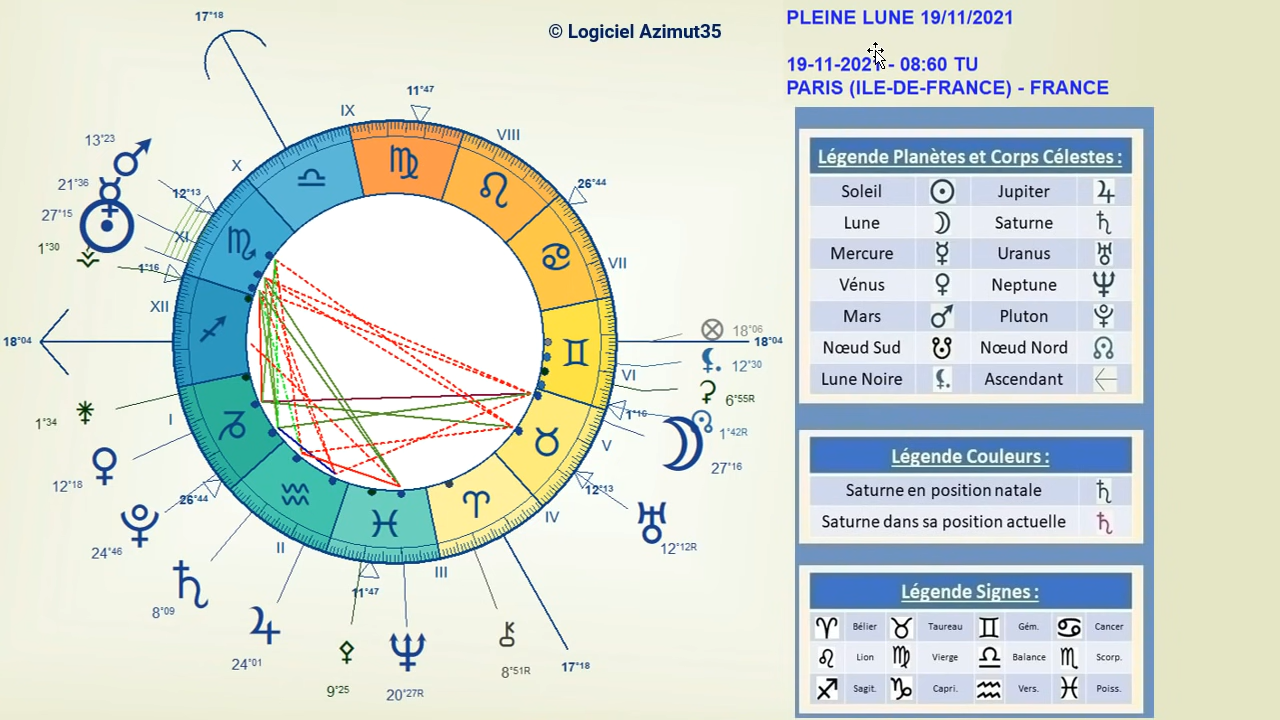 © Logiciel Azimut35
PLEINE LUNE 19/11/2021
19-11-2021 - 08:60 TU
PARIS (ILE-DE-FRANCE) - FRANCE
17°18
11°47
IX
VIII
X
13°23
21°36
12°13
26°44
27°15
XI
1°30
1°16
VII
XII
18°04
18°06
18°04
12°30
VI
6°55R
I
1°34
1°16
1°42R
V
27°16
12°18
26°44
12°13
IV
24°46
12°12R
II
III
8°09
11°47
24°01
9°25
20°27R
8°51R
17°18
Légende Planètes et Corps Célestes :
Soleil ☉ Jupiter ♃
Lune ☽ Saturne ♄
Mercure ☿ Uranus ♅
Vénus ♀ Neptune ♆
Mars ♂ Pluton
Nœud Sud ☋ Nœud Nord ☊
Lune Noire Ascendant
Légende Couleurs :
Saturne en position natale ♄
Saturne dans sa position actuelle ♄
Légende Signes :
♈ Bélier ♉ Taureau ♊ Gém. ♋ Cancer
♌ Lion ♍ Vierge ♎ Balance ♏ Scorp.
♐ Sagit. ♑ Capri. ♒ Vers. ♓ Poiss.